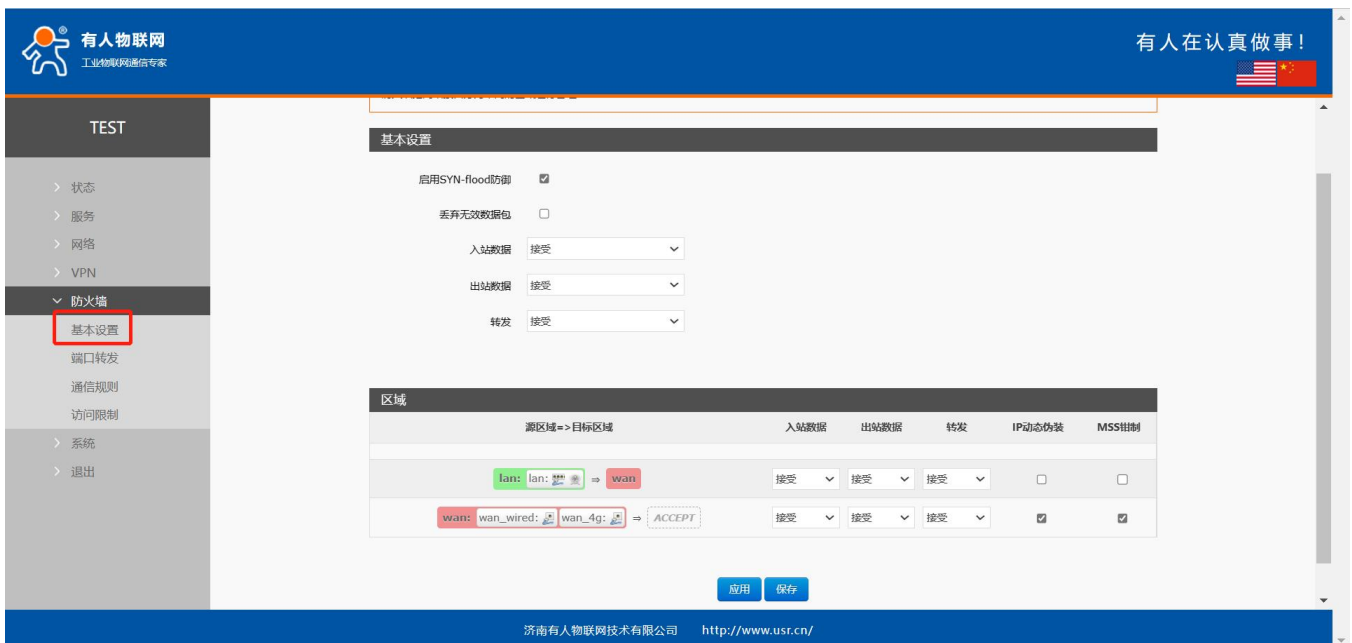 有人物联网
工业物联网通信专家
有人在认真做事!
TEST
状态
服务
网络
VPN
防火墙
基本设置
端口转发
通信规则
访问限制
系统
退出
基本设置
启用SYN-flood防御
丢弃无效数据包
入站数据 接受
出站数据 接受
转发 接受
区域
源区域=>目标区域 入站数据 出站数据 转发 IP动态伪装 MSS钳制
lan: lan: ⇒ wan 接受 接受 接受
wan: wan_wired: wan_4g: ⇒ ACCEPT 接受 接受 接受
应用 保存
济南有人物联网技术有限公司 http://www.usr.cn/